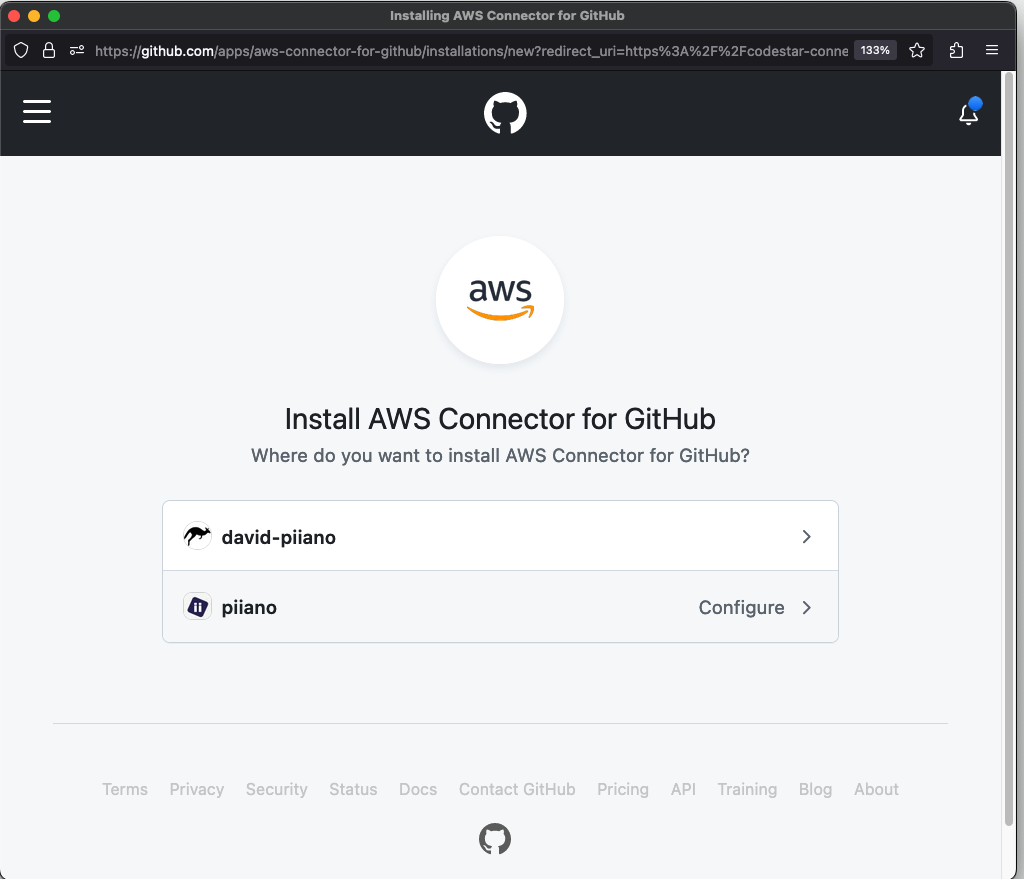 Installing AWS Connector for GitHub
https://github.com/apps/aws-connector-for-github/installations/new?redirect_uri=https%3A%2F%2Fcodestar-conne 133%
aws
Install AWS Connector for GitHub
Where do you want to install AWS Connector for GitHub?
david-piiano
ii piiano Configure
Terms Privacy Security Status Docs Contact GitHub Pricing API Training Blog About